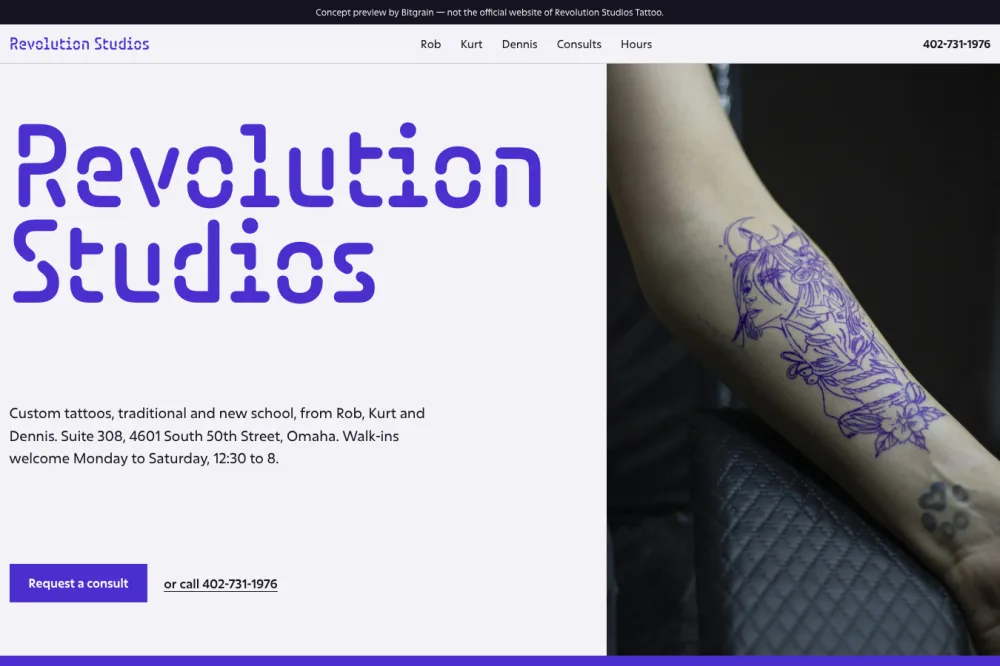 Concept preview by Bitgrain — not the official website of Revolution Studios Tattoo.
Revolution Studios
Rob Kurt Dennis Consults Hours
402-731-1976
Revolution
Studios
Custom tattoos, traditional and new school, from Rob, Kurt and
Dennis. Suite 308, 4601 South 50th Street, Omaha. Walk-ins
welcome Monday to Saturday, 12:30 to 8.
Request a consult
or call 402-731-1976